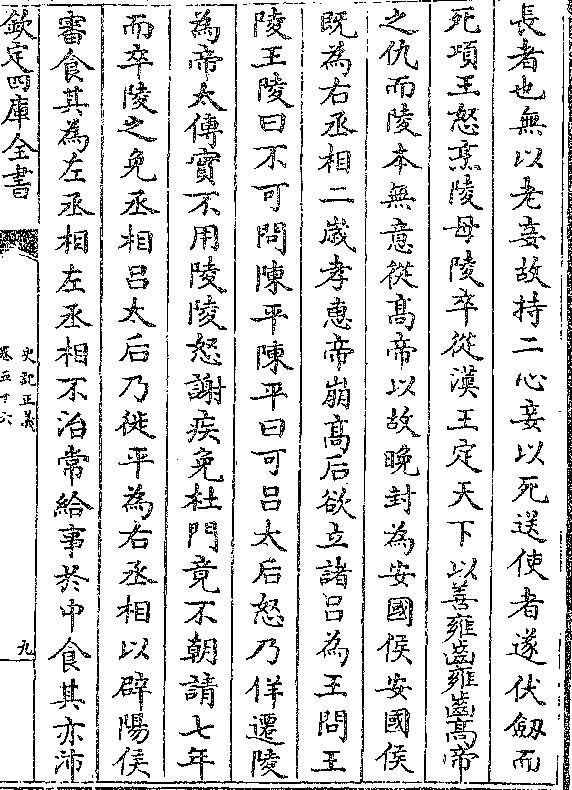 長者也無以老妾故持二心妾以死送使者遂伏劒而
死項王怒烹陵母陵卒從漢王定天下以善雍齒雍齒髙帝
之仇而陵本無意從髙帝以故晚封為安國侯安國侯
既為右丞相二歲孝惠帝崩髙后欲立諸吕為王問王
陵王陵曰不可問陳平陳平曰可吕太后怒乃佯遷陵
為帝太傅實不用陵陵怒謝疾免杜門竟不朝請七年
而卒陵之免丞相吕太后乃徙平為右丞相以辟陽侯
審食其為左丞相左丞相不治常給事於中食其亦沛
欽定四庫全書
史記正義
卷五十六
九